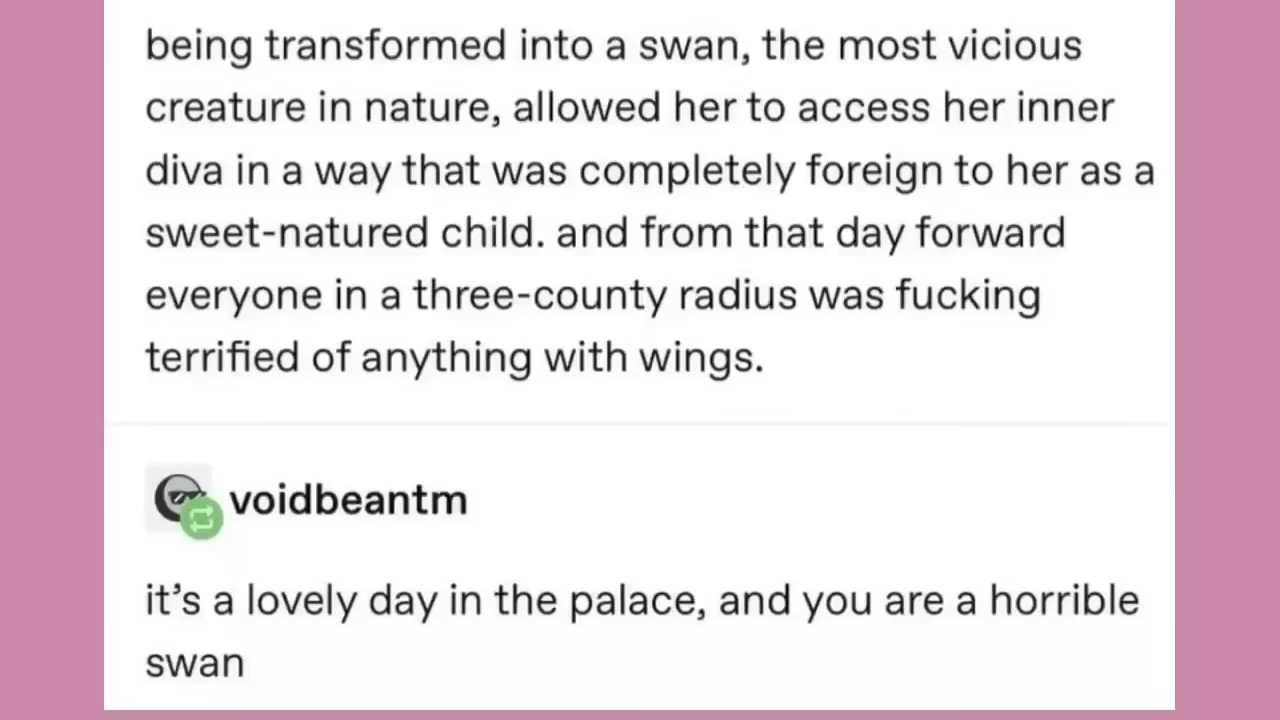 being transformed into a swan, the most vicious
creature in nature, allowed her to access her inner
diva in a way that was completely foreign to her as a
sweet-natured child. and from that day forward
everyone in a three-county radius was fucking
terrified of anything with wings.
voidbeantm
it’s a lovely day in the palace, and you are a horrible
swan